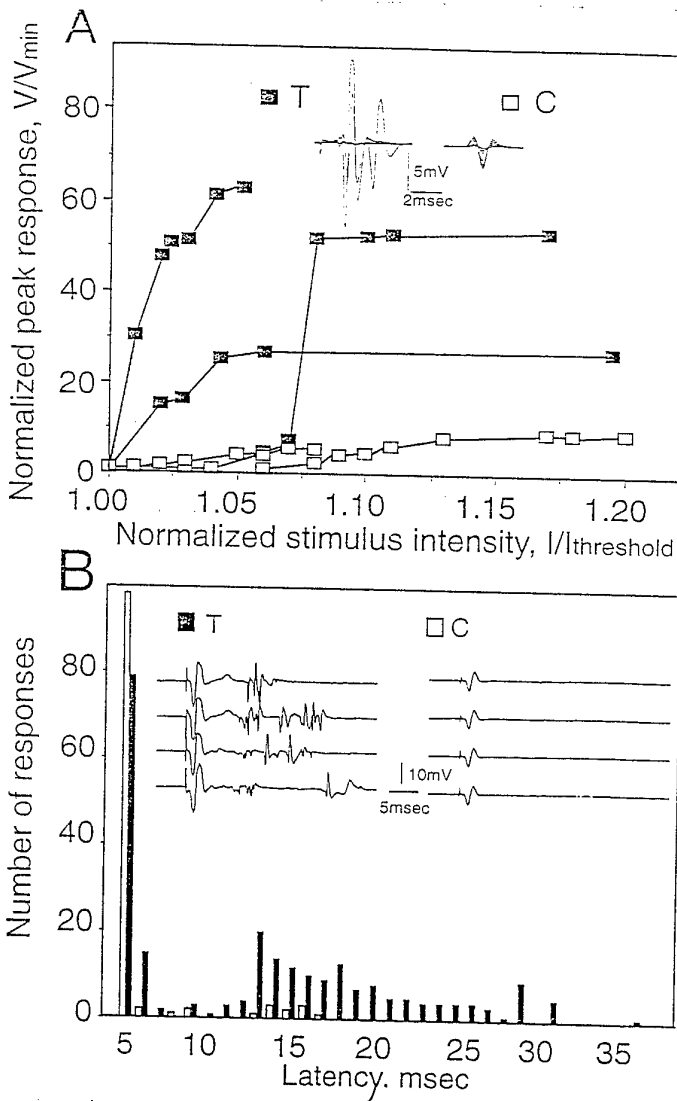 A
Normalized peak response, V/Vmin
80
60
40
20
0
T
C
5mV
2msec
1.00
1.05
1.10
1.15
1.20
Normalized stimulus intensity, I/Ithreshold
B
Number of responses
80
60
40
20
0
T
C
10mV
5msec
5
10
15
20
25
30
35
Latency. msec